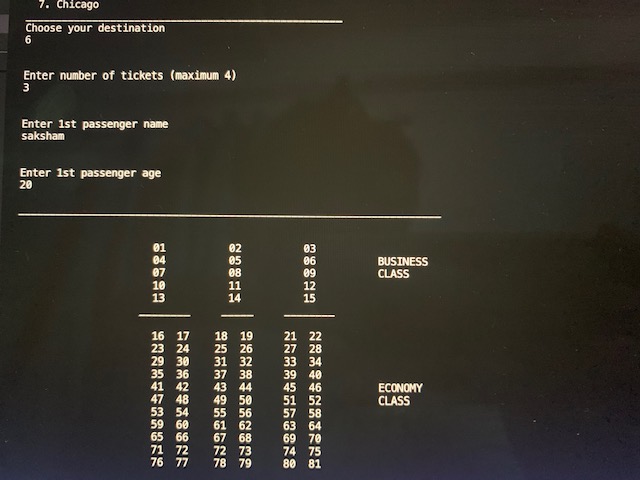 7. Chicago
Choose your destination
6
Enter number of tickets (maximum 4)
3
Enter 1st passenger name
saksham
Enter 1st passenger age
20
01 02 03
04 05 06 BUSINESS
07 08 09 CLASS
10 11 12
13 14 15
16 17 18 19 21 22
23 24 25 26 27 28
29 30 31 32 33 34
35 36 37 38 39 40
41 42 43 44 45 46 ECONOMY
47 48 49 50 51 52 CLASS
53 54 55 56 57 58
59 60 61 62 63 64
65 66 67 68 69 70
71 72 72 73 74 75
76 77 78 79 80 81